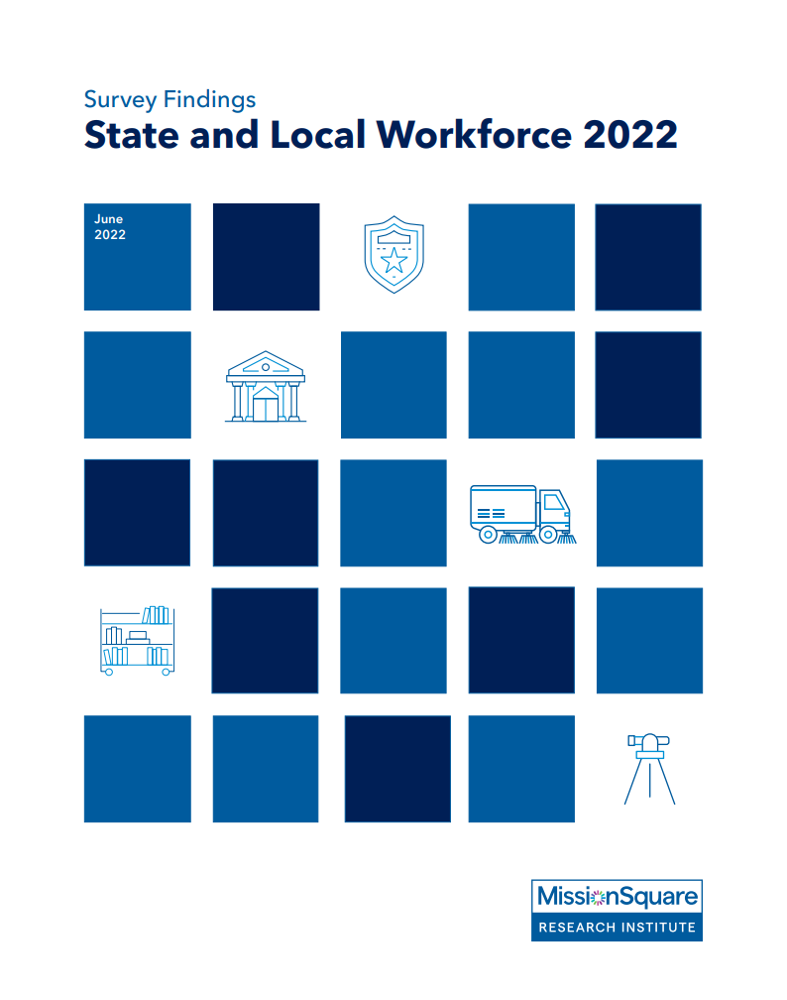 Survey Findings
State and Local Workforce 2022
June
2022
MissionSquare
RESEARCH INSTITUTE